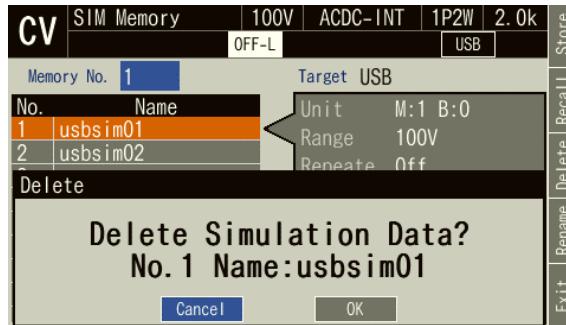 CV
SIM Memory 100V ACDC-INT 1P2W 2.0k
OFF-L USB
Memory No. 1 Target USB
No. Name
1 usbsim01
2 usbsim02
Unit M:1 B:0
Range 100V
Repeate Off
Delete
Delete Simulation Data?
No.1 Name:usbsim01
Cancel OK
Store
Recall
Delete
Rename
Exit